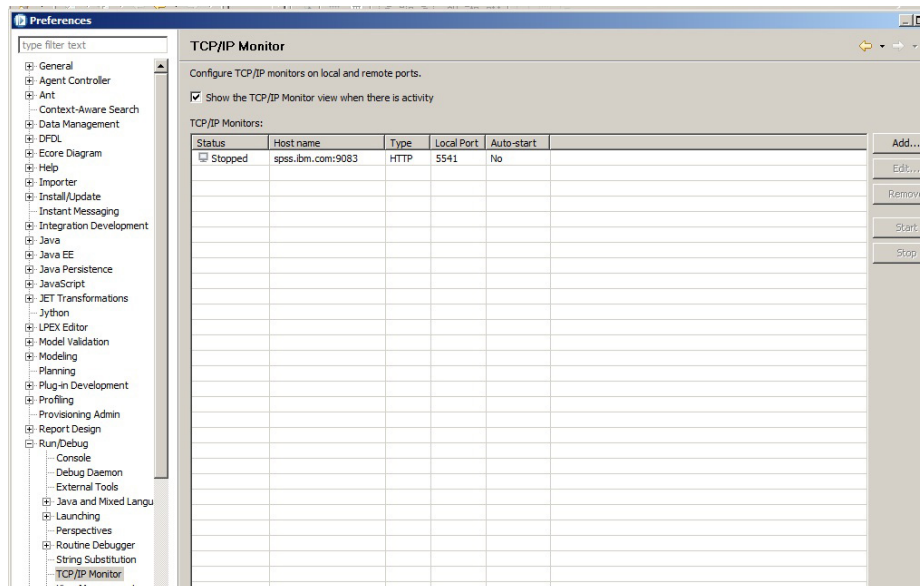 Preferences
type filter text
TCP/IP Monitor
General
Agent Controller
Ant
Context-Aware Search
Data Management
DFDL
Ecore Diagram
Help
Importer
Install/Update
Instant Messaging
Integration Development
Java
Java EE
Java Persistence
JavaScript
JET Transformations
Jython
LPEX Editor
Model Validation
Modeling
Planning
Plug-in Development
Profiling
Provisioning Admin
Report Design
Run/Debug
Console
Debug Daemon
External Tools
Java and Mixed Langu
Launching
Perspectives
Routine Debugger
String Substitution
TCP/IP Monitor
Configure TCP/IP monitors on local and remote ports.
Show the TCP/IP Monitor view when there is activity
TCP/IP Monitors:
Status Host name Type Local Port Auto-start
Stopped spss.ibm.com:9083 HTTP 5541 No
Add...
Edit...
Remove
Start
Stop